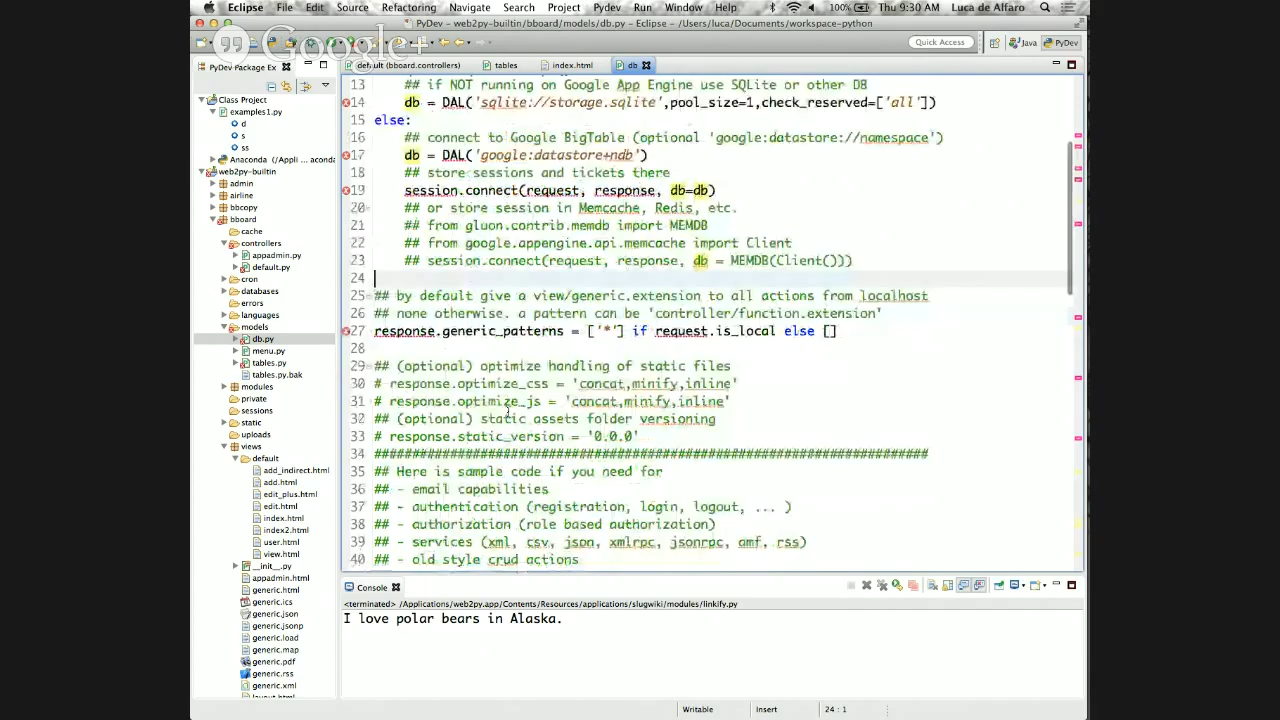 Eclipse File Edit Source Refactoring Navigate Search Project Pydev Run Window Help 100% Thu 9:30 AM Luca de Alfaro
PyDev - web2py-builtin/bboard/models/db.py - Eclipse - /Users/luca/Documents/workspace-python
Google+
Quick Access Java PyDev
PyDev Package Ex
default (bboard.controllers) tables index.html db
Class Project
examples1.py
d
s
ss
Anaconda (/Appli ... aconda
web2py-builtin
admin
airline
bbcopy
bboard
cache
controllers
appadmin.py
default.py
cron
databases
errors
languages
models
db.py
menu.py
tables.py
tables.py.bak
modules
private
sessions
static
uploads
views
default
add_indirect.html
add.html
edit_plus.html
edit.html
index.html
index2.html
user.html
view.html
__init__.py
appadmin.html
generic.html
generic.ics
generic.json
generic.jsonp
generic.load
generic.map
generic.pdf
generic.rss
generic.xml
layout.html
13 ## if NOT running on Google App Engine use SQLite or other DB
14 db = DAL('sqlite://storage.sqlite',pool_size=1,check_reserved=['all'])
15 else:
16 ## connect to Google BigTable (optional 'google:datastore://namespace')
17 db = DAL('google:datastore+ndb')
18 ## store sessions and tickets there
19 session.connect(request, response, db=db)
20 ## or store session in Memcache, Redis, etc.
21 ## from gluon.contrib.memdb import MEMDB
22 ## from google.appengine.api.memcache import Client
23 ## session.connect(request, response, db = MEMDB(Client()))
24
25 ## by default give a view/generic.extension to all actions from localhost
26 ## none otherwise. a pattern can be 'controller/function.extension'
27 response.generic_patterns = ['*'] if request.is_local else []
28
29 ## (optional) optimize handling of static files
30 # response.optimize_css = 'concat,minify,inline'
31 # response.optimize_js = 'concat,minify,inline'
32 ## (optional) static assets folder versioning
33 # response.static_version = '0.0.0'
34 #########################################################################
35 ## Here is sample code if you need for
36 ## - email capabilities
37 ## - authentication (registration, login, logout, ... )
38 ## - authorization (role based authorization)
39 ## - services (xml, csv, json, xmlrpc, jsonrpc, amf, rss)
40 ## - old style crud actions
Console
<terminated> /Applications/web2py.app/Contents/Resources/applications/slugwiki/modules/linkify.py
I love polar bears in Alaska.
Writable Insert 24 : 1